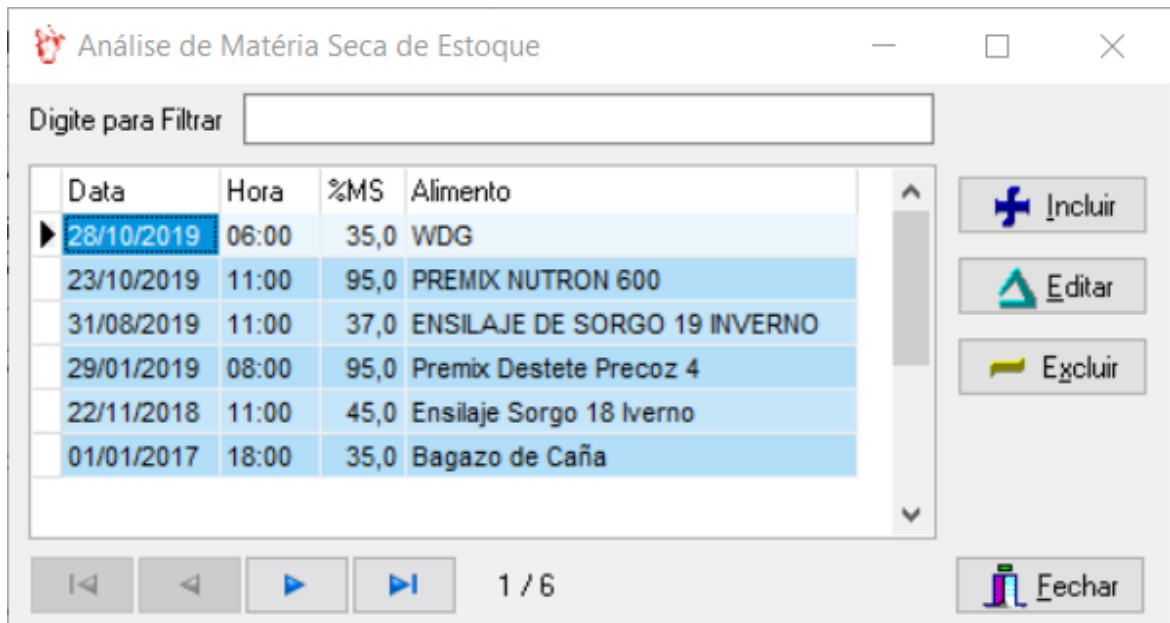 Análise de Matéria Seca de Estoque
Digite para Filtrar
Data Hora %MS Alimento
28/10/2019 06:00 35,0 WDG
23/10/2019 11:00 95,0 PREMIX NUTRON 600
31/08/2019 11:00 37,0 ENSILAJE DE SORGO 19 INVERNO
29/01/2019 08:00 95,0 Premix Destete Precoz 4
22/11/2018 11:00 45,0 Ensilaje Sorgo 18 Iverno
01/01/2017 18:00 35,0 Bagazo de Caña
Incluir
Editar
Excluir
1 / 6
Fechar